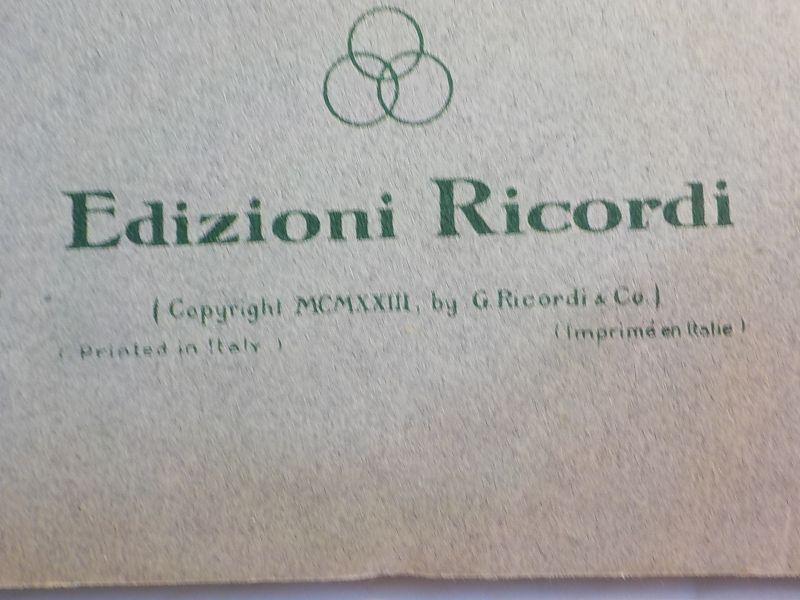 Edizioni Ricordi
(Copyright MCMXXIII, by G. Ricordi & Co.)
(Printed in Italy)
(Imprimé en Italie)